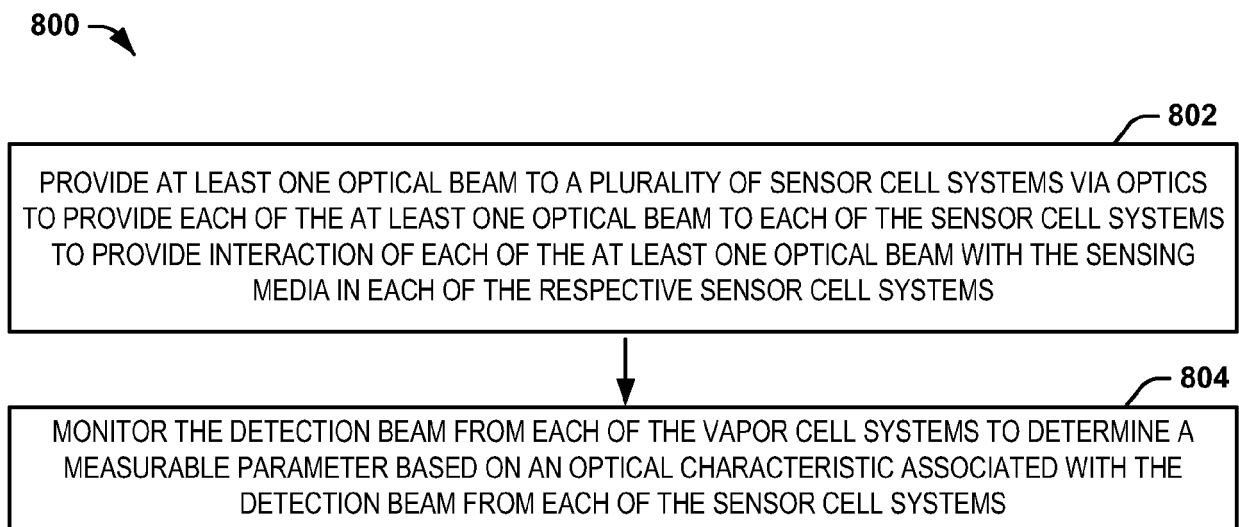 800
802
PROVIDE AT LEAST ONE OPTICAL BEAM TO A PLURALITY OF SENSOR CELL SYSTEMS VIA OPTICS
TO PROVIDE EACH OF THE AT LEAST ONE OPTICAL BEAM TO EACH OF THE SENSOR CELL SYSTEMS
TO PROVIDE INTERACTION OF EACH OF THE AT LEAST ONE OPTICAL BEAM WITH THE SENSING
MEDIA IN EACH OF THE RESPECTIVE SENSOR CELL SYSTEMS
804
MONITOR THE DETECTION BEAM FROM EACH OF THE VAPOR CELL SYSTEMS TO DETERMINE A
MEASURABLE PARAMETER BASED ON AN OPTICAL CHARACTERISTIC ASSOCIATED WITH THE
DETECTION BEAM FROM EACH OF THE SENSOR CELL SYSTEMS